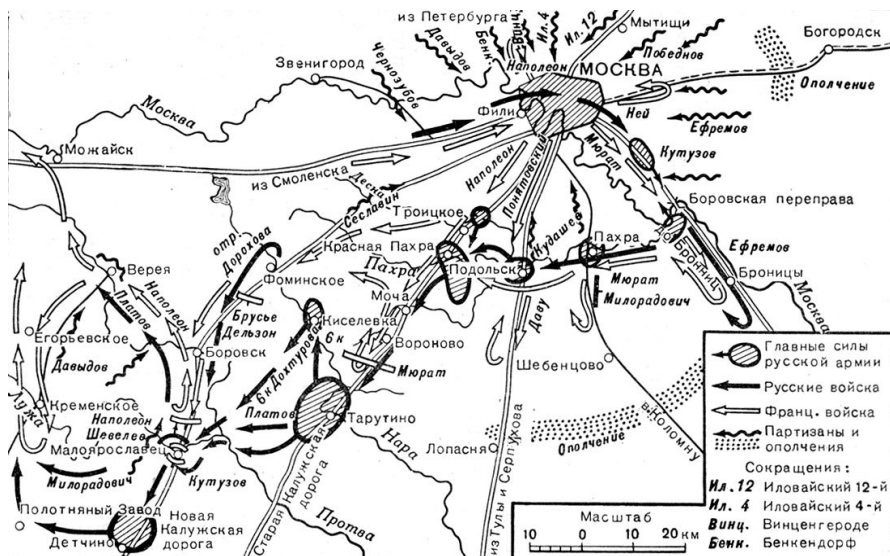 из Петербурга
Давыдов
Бенк.
Винц.
Ил. 4
Ил. 12
Мытищи
Победнов
Богородск
Звенигород
Чернозубов
Наполеон
МОСКВА
Ополчение
Москва
Фили
Ней
Ефремов
Можайск
Мюрат
Кутузов
из Смоленска
Наполеон
Понятовский
Десна
Сеславин
Боровская переправа
отр. Дорохова
Троицкое
Кудашев
Красная Пахра
Пахра
Ефремов
Верея
Фоминское
Пахра
Подольск
Бронницы
Москва
Платов
Наполеон
Моча
Даву
Мюрат
Милорадович
Брусье
Дельзон
Киселевка
6к
Егорьевское
Давыдов
Боровск
Вороново
Мюрат
Шебенцово
6к Дохтурова
Кременское
Лужа
Наполеон
Шевелев
Платов
Тарутино
в Коломну
Малоярославец
Нара
Лопасня
Ополчение
Милорадович
Кутузов
Полотняный Завод
Новая
Калужская
дорога
Старая Калужская
дорога
Протва
из Тулы и Серпухова
Детчино
Главные силы
русской армии
Русские войска
Франц. войска
Партизаны и
ополчения
Сокращения:
Ил. 12 Иловайский 12-й
Ил. 4 Иловайский 4-й
Винц. Винценгероде
Бенк. Бенкендорф
Масштаб
10 0 10 20 км